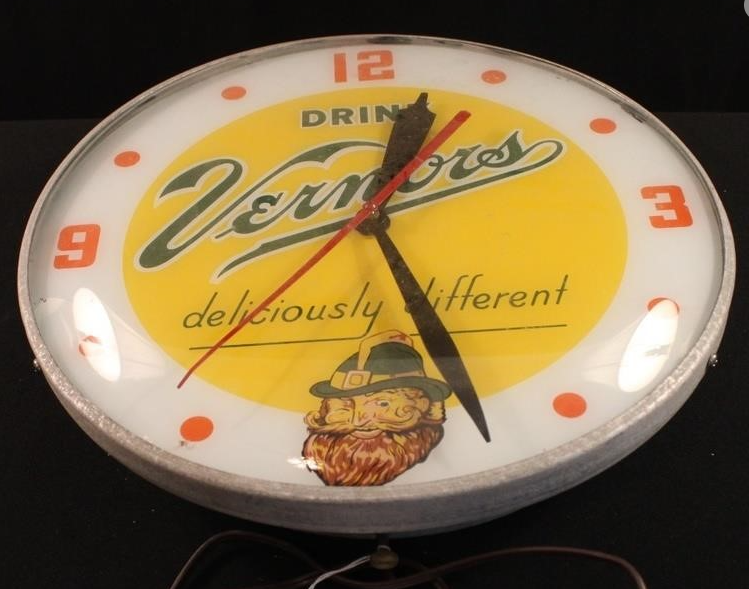 12
DRINK
Vernors
9
3
deliciously different